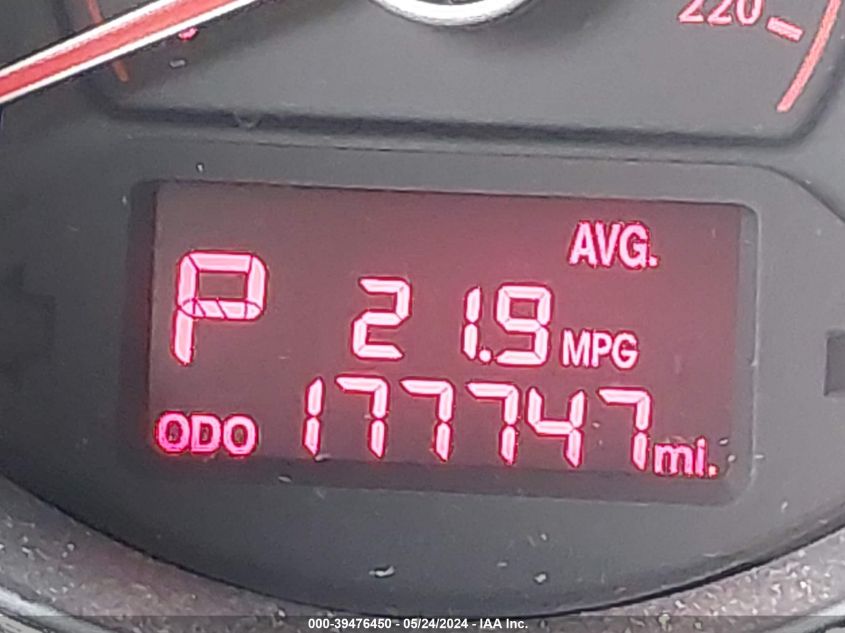 220
AVG.
P 21.9 MPG
ODO 177747 mi.
000-39476450 - 05/24/2024 - IAA Inc.